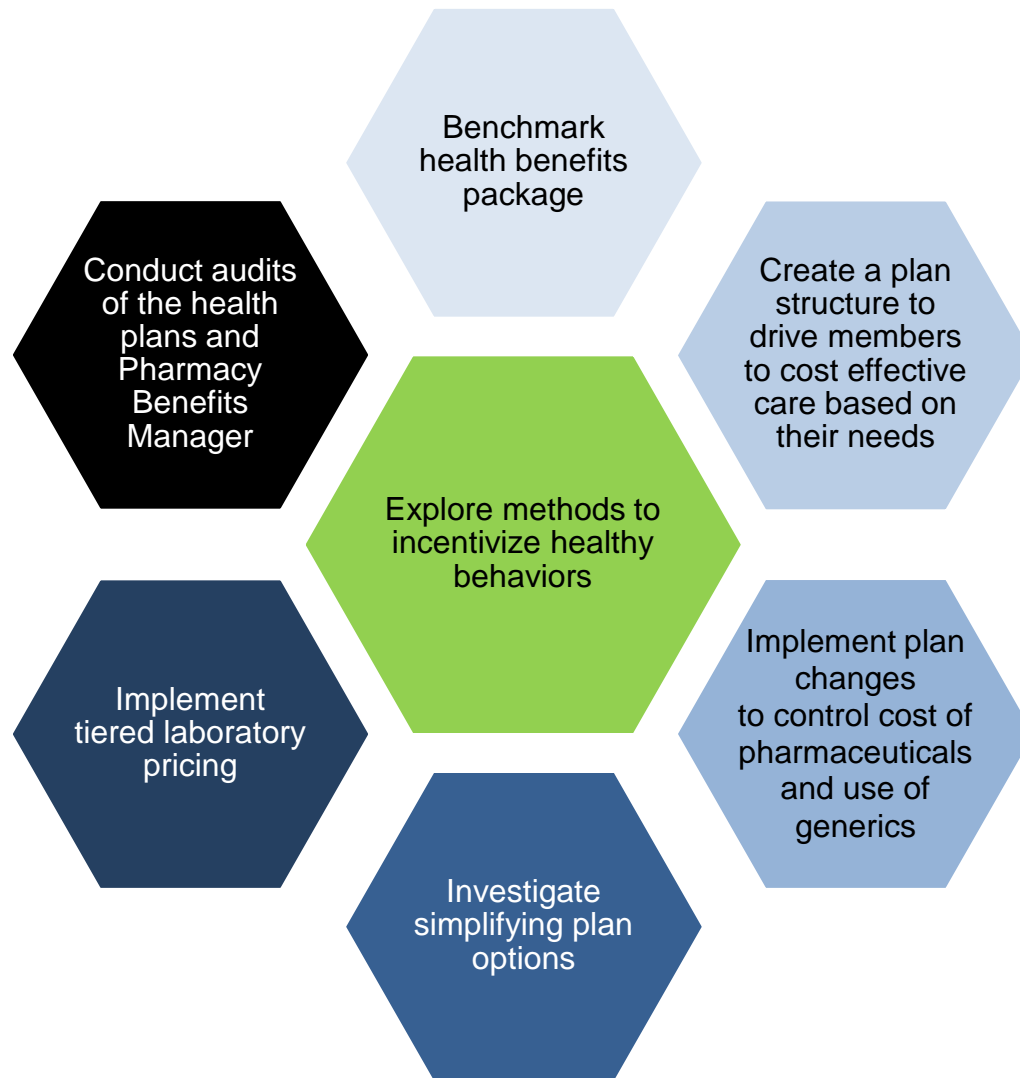 Benchmark
health benefits
package
Create a plan
structure to
drive members
to cost effective
care based on
their needs
Implement plan
changes
to control cost of
pharmaceuticals
and use of
generics
Investigate
simplifying plan
options
Implement
tiered laboratory
pricing
Conduct audits
of the health
plans and
Pharmacy
Benefits
Manager
Explore methods to
incentivize healthy
behaviors